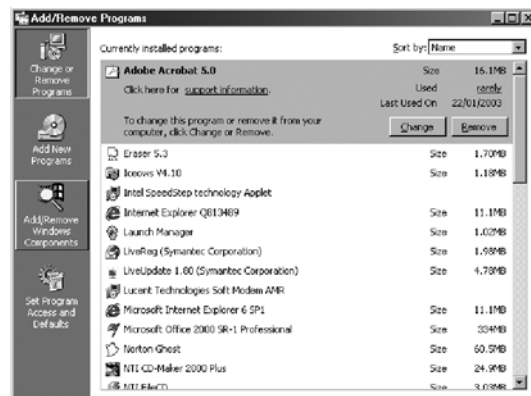 Add/Remove Programs
Change or
Remove
Programs
Add New
Programs
Add/Remove
Windows
Components
Set Program
Access and
Defaults
Currently installed programs:
Sort by: Name
Adobe Acrobat 5.0 Size 16.1MB
Click here for support information. Used rarely
Last Used On 22/01/2003
To change this program or remove it from your
computer, click Change or Remove.
Change Remove
Eraser 5.3 Size 1.70MB
Iceows V4.10 Size 1.18MB
Intel SpeedStep technology Applet
Internet Explorer Q813489 Size 11.1MB
Launch Manager Size 1.02MB
LiveReg (Symantec Corporation) Size 1.98MB
LiveUpdate 1.80 (Symantec Corporation) Size 4.78MB
Lucent Technologies Soft Modem AMR
Microsoft Internet Explorer 6 SP1 Size 11.1MB
Microsoft Office 2000 SR-1 Professional Size 334MB
Norton Ghost Size 60.5MB
NTI CD-Maker 2000 Plus Size 24.9MB
NTI FileCD Size 3.03MB